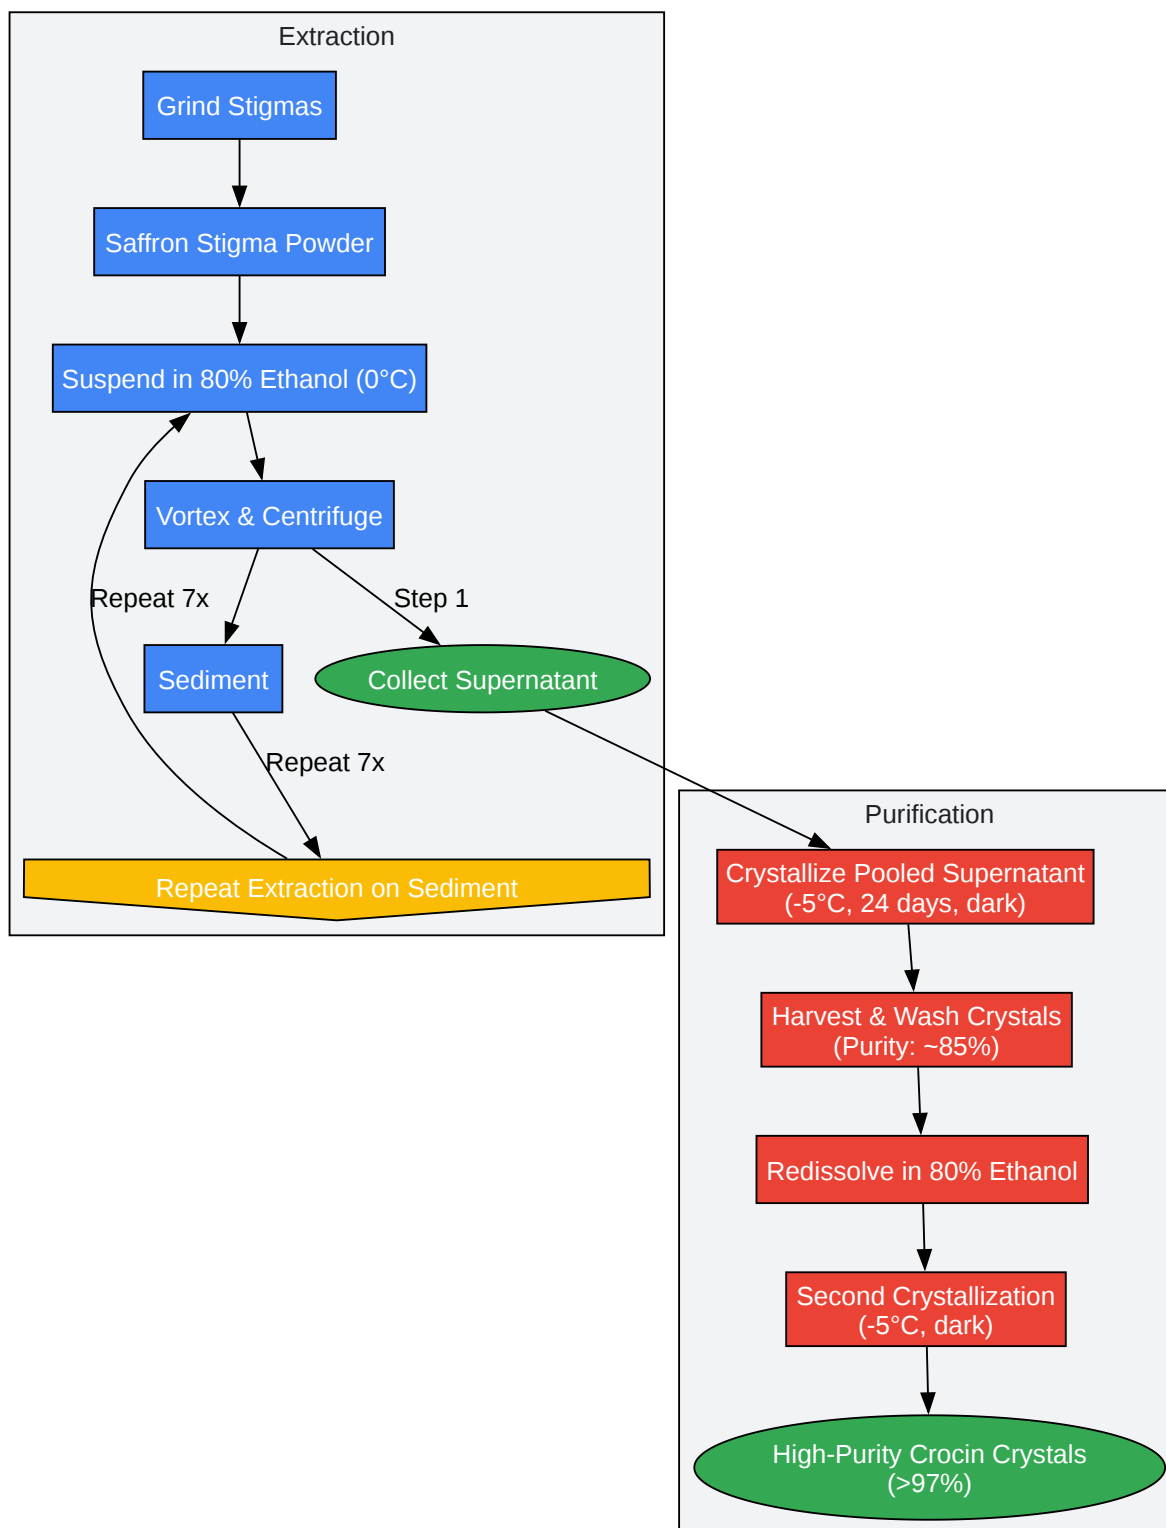 Extraction
Grind Stigmas
Saffron Stigma Powder
Suspend in 80% Ethanol (0°C)
Vortex & Centrifuge
Repeat 7x
Step 1
Sediment
Collect Supernatant
Repeat 7x
Repeat Extraction on Sediment
Purification
Crystallize Pooled Supernatant
(-5°C, 24 days, dark)
Harvest & Wash Crystals
(Purity: ~85%)
Redissolve in 80% Ethanol
Second Crystallization
(-5°C, dark)
High-Purity Crocin Crystals
(>97%)